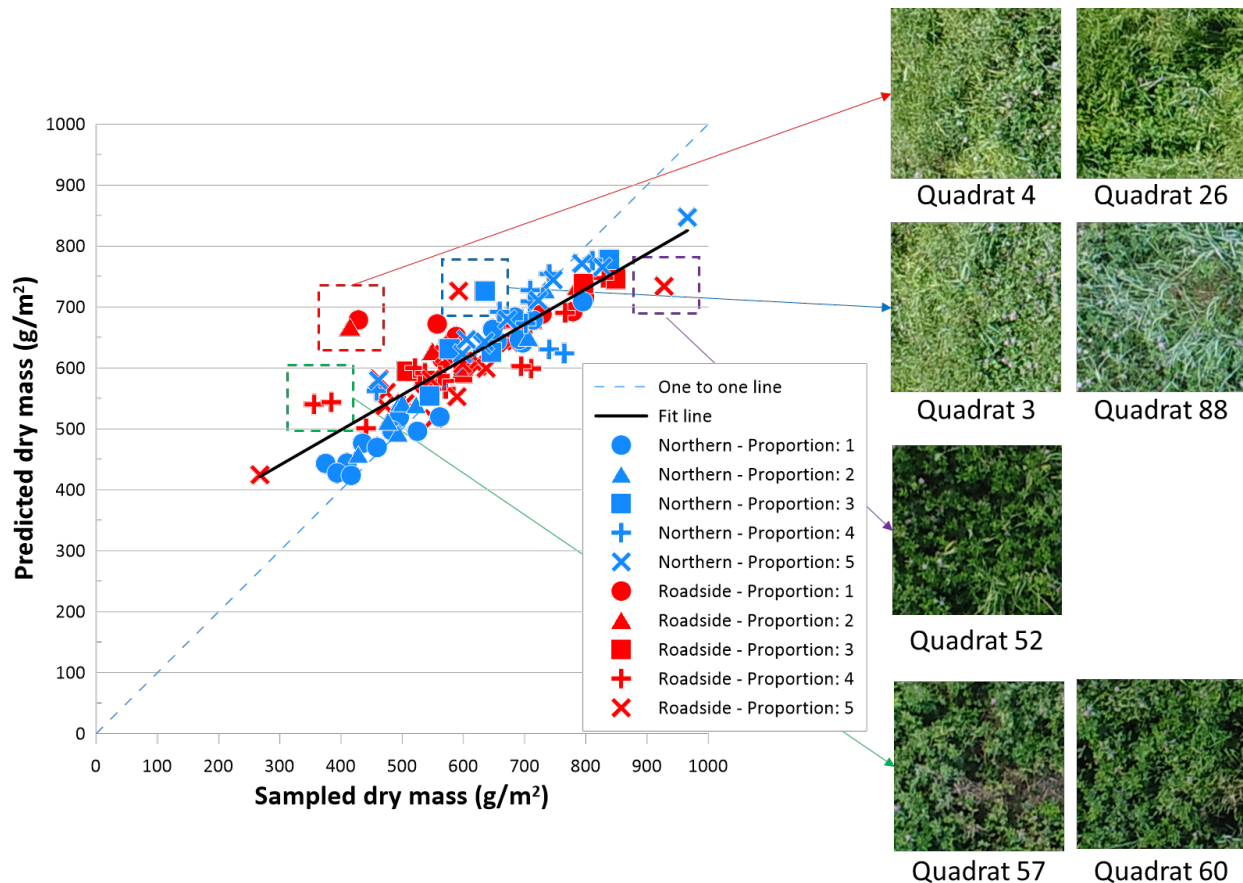 Predicted dry mass (g/m²)
1000
900
800
700
600
500
400
300
200
100
0
0 100 200 300 400 500 600 700 800 900 1000
Sampled dry mass (g/m²)
One to one line
Fit line
Northern - Proportion: 1
Northern - Proportion: 2
Northern - Proportion: 3
Northern - Proportion: 4
Northern - Proportion: 5
Roadside - Proportion: 1
Roadside - Proportion: 2
Roadside - Proportion: 3
Roadside - Proportion: 4
Roadside - Proportion: 5
Quadrat 4 Quadrat 26
Quadrat 3 Quadrat 88
Quadrat 52
Quadrat 57 Quadrat 60